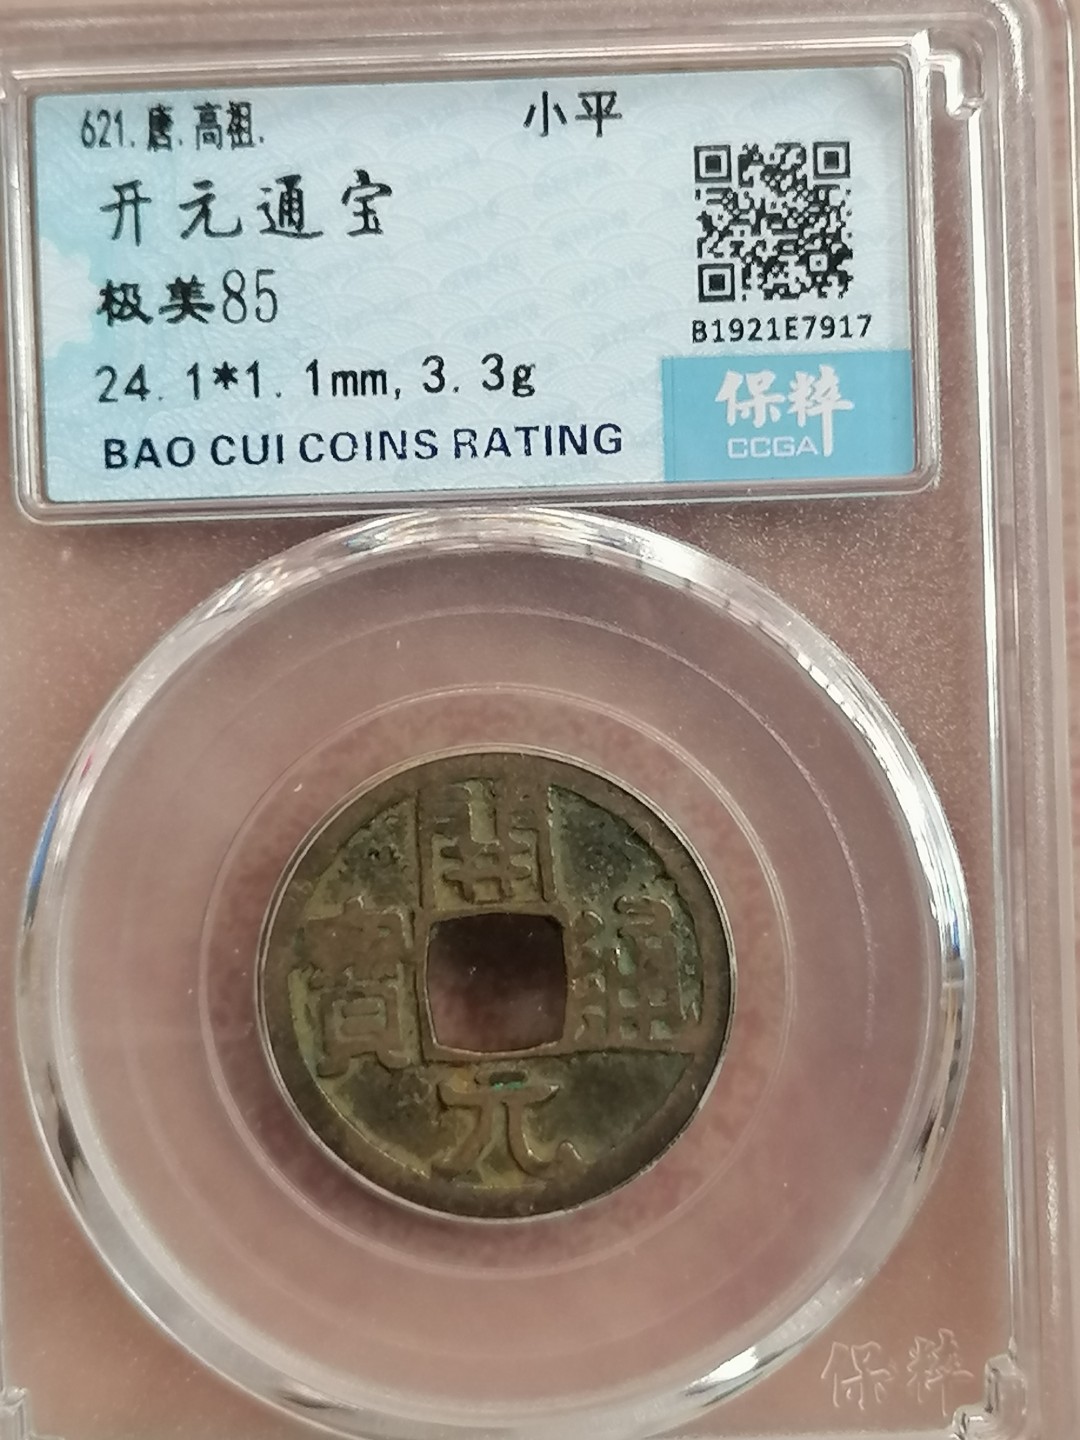 621.唐.高祖.
小平
开元通宝
极美85
24.1*1.1mm,3.3g
BAO CUI COINS RATING
B1921E7917
保粹
CCGA
開
寶 通
元
保粹